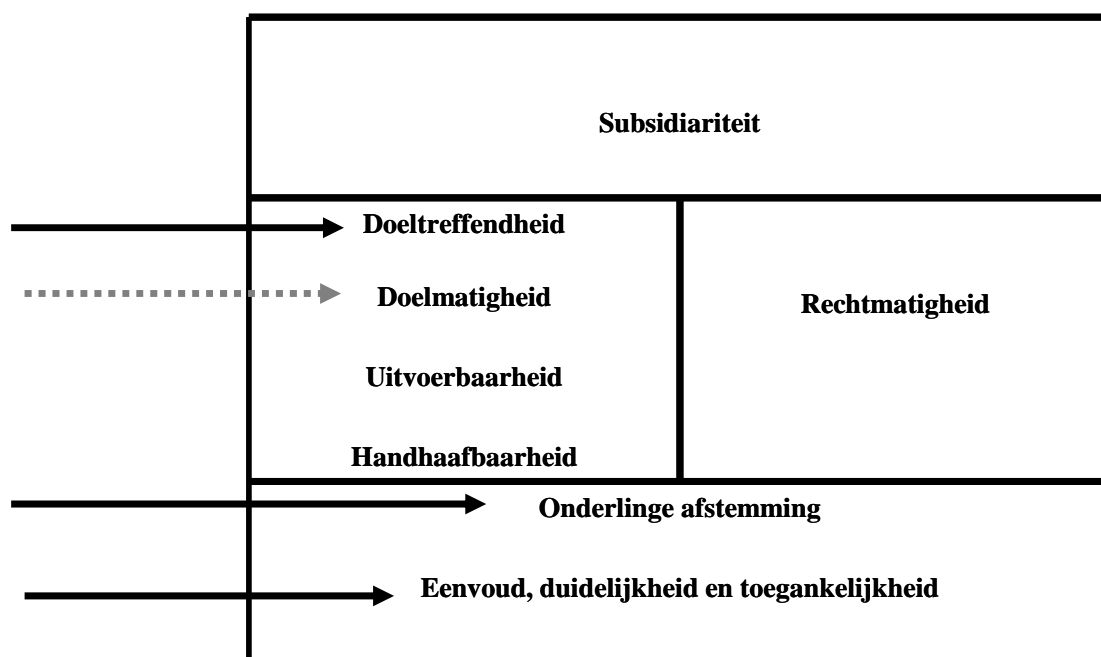 Subsidiariteit
Doeltreffendheid
Doelmatigheid
Rechtmatigheid
Uitvoerbaarheid
Handhaafbaarheid
Onderlinge afstemming
Eenvoud, duidelijkheid en toegankelijkheid